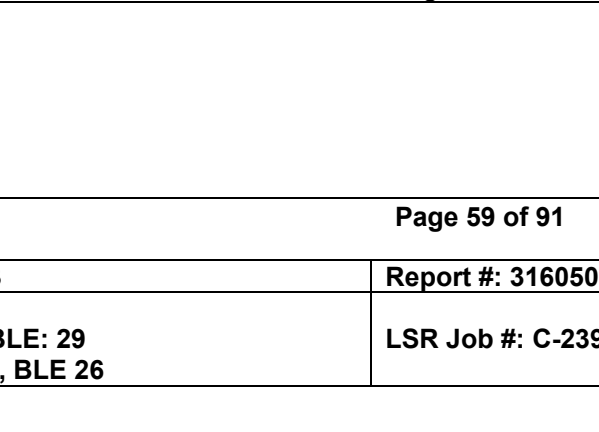 Page 59 of 91
Report #: 316050
BLE: 29
LSR Job #: C-239
, BLE 26